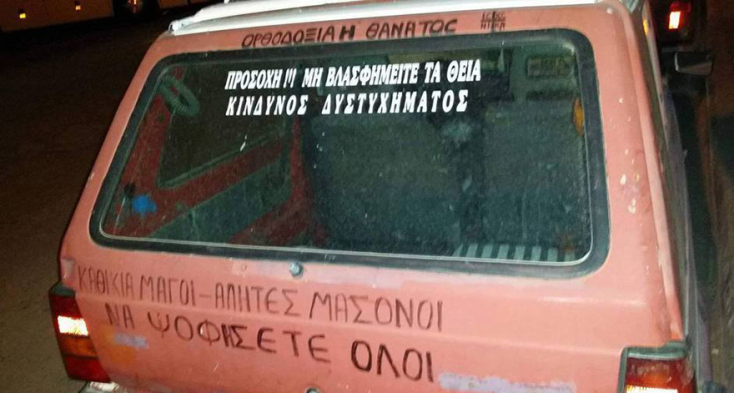 ΟΡΘΟΔΟΞΙΑ Η ΘΑΝΑΤΟΣ
ΠΡΟΣΟΧΗ!!! ΜΗ ΒΛΑΣΦΗΜΕΙΤΕ ΤΑ ΘΕΙΑ
ΚΙΝΔΥΝΟΣ ΔΥΣΤΥΧΗΜΑΤΟΣ
ΚΑΘΙΚΙΑ ΜΑΓΟΙ-ΑΛΗΤΕΣ ΜΑΣΟΝΟΙ
ΝΑ ΨΟΦΙΣΕΤΕ ΟΛΟΙ